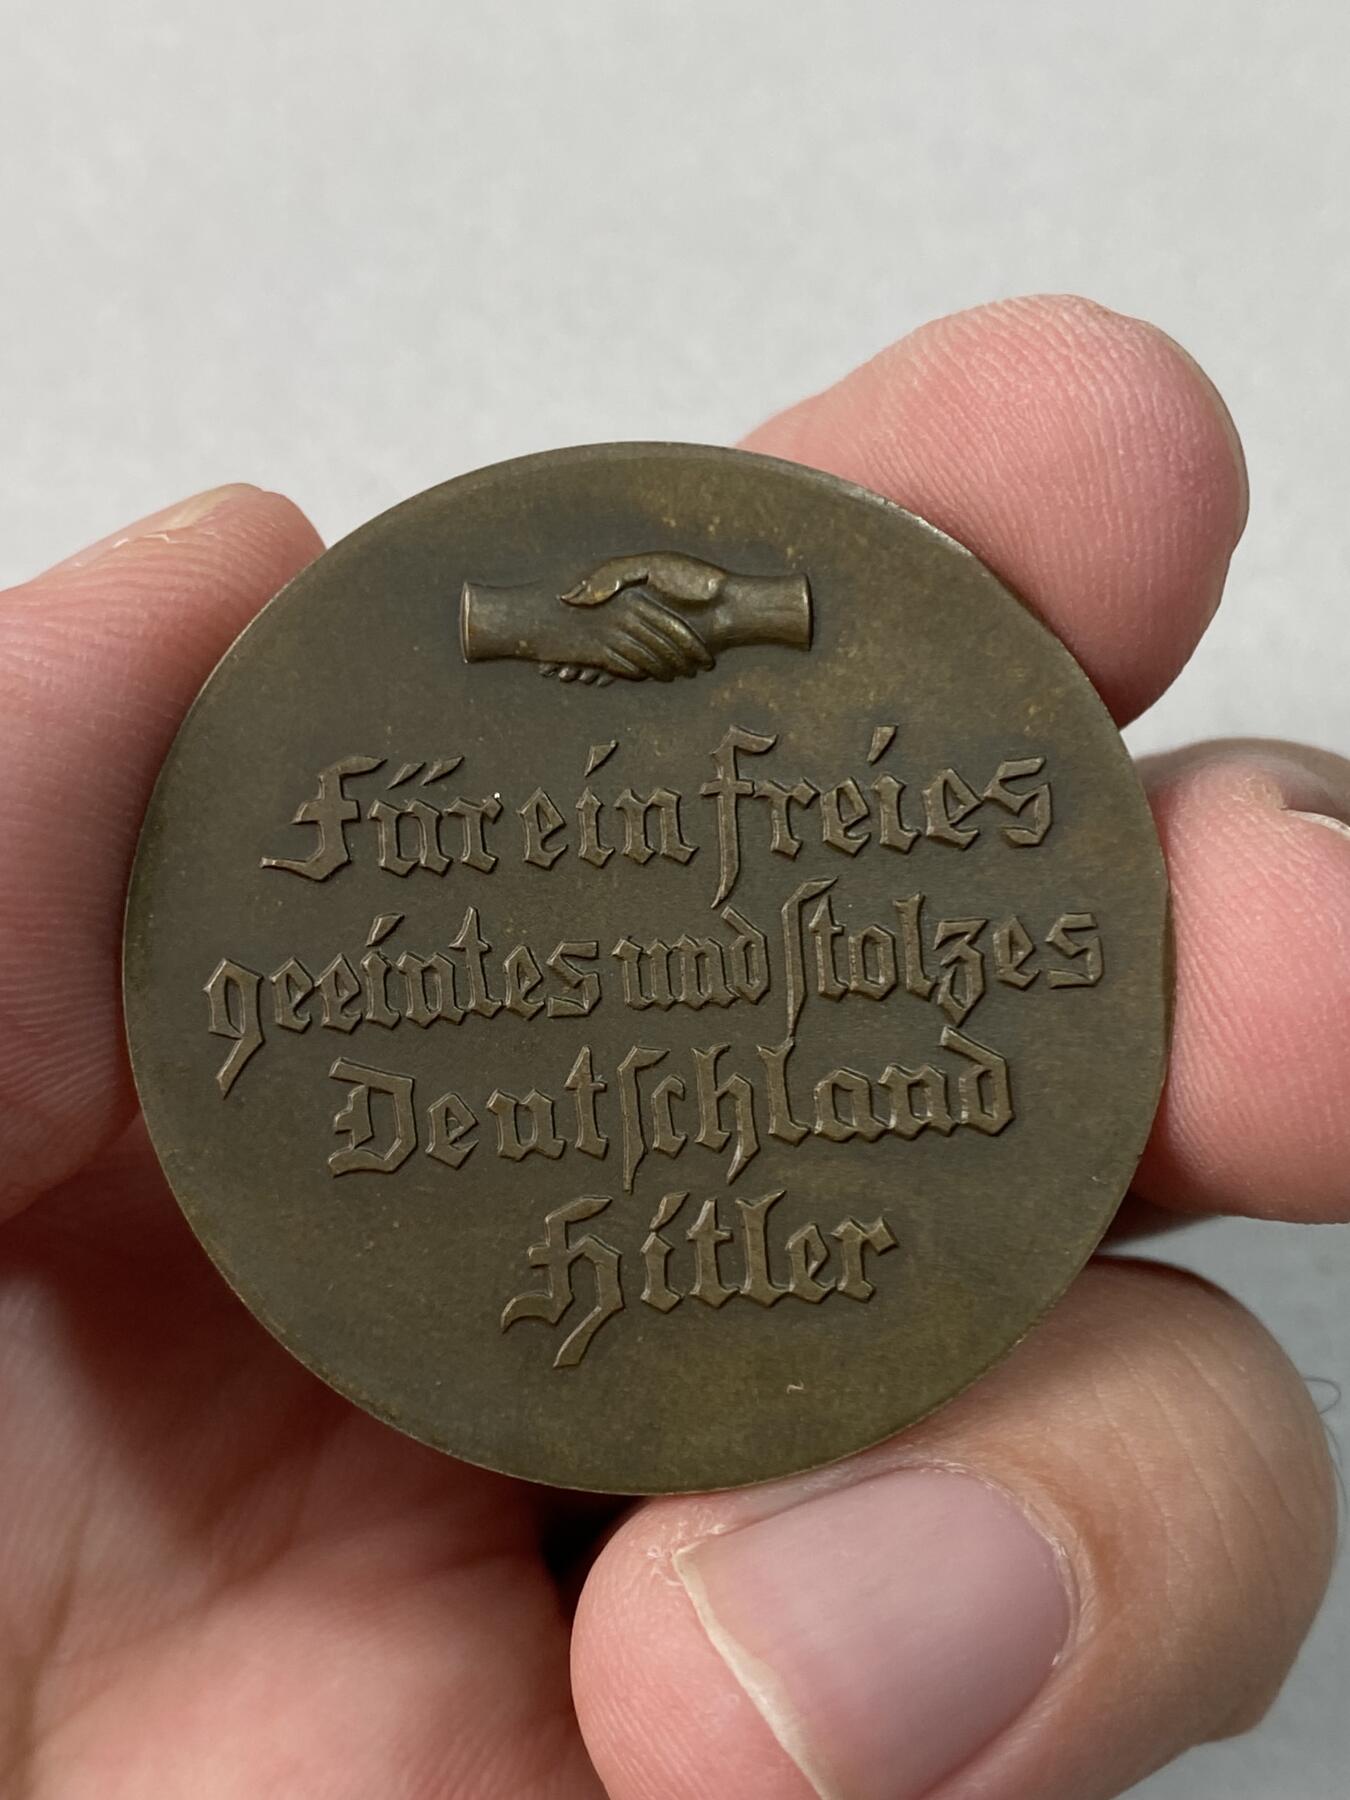 Für ein freies
geeintes und stolzes
Deutschland
Hitler